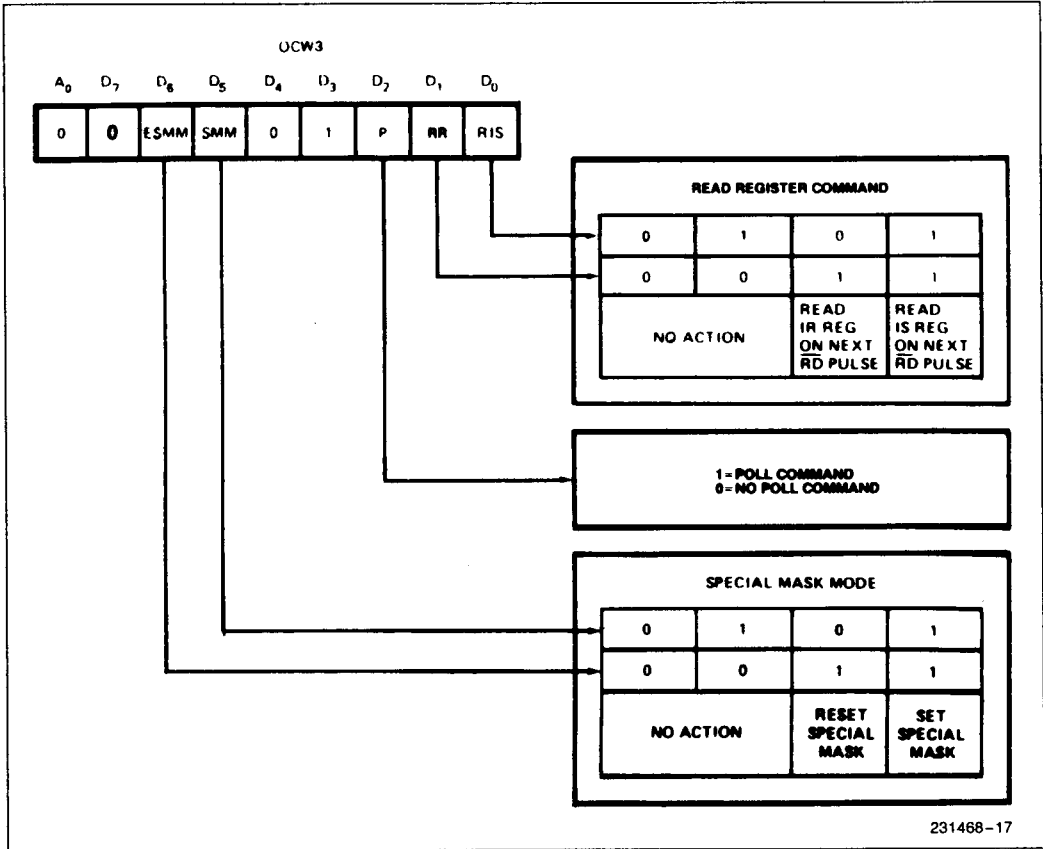 OCW3
A0 D7 D6 D5 D4 D3 D2 D1 D0
0 0 ESMM SMM 0 1 P RR RIS
READ REGISTER COMMAND
0 1 0 1
0 0 1 1
NO ACTION
READ
IR REG
ON NEXT
RD PULSE
READ
IS REG
ON NEXT
RD PULSE
1 = POLL COMMAND
0 = NO POLL COMMAND
SPECIAL MASK MODE
0 1 0 1
0 0 1 1
NO ACTION
RESET
SPECIAL
MASK
SET
SPECIAL
MASK
231468-17